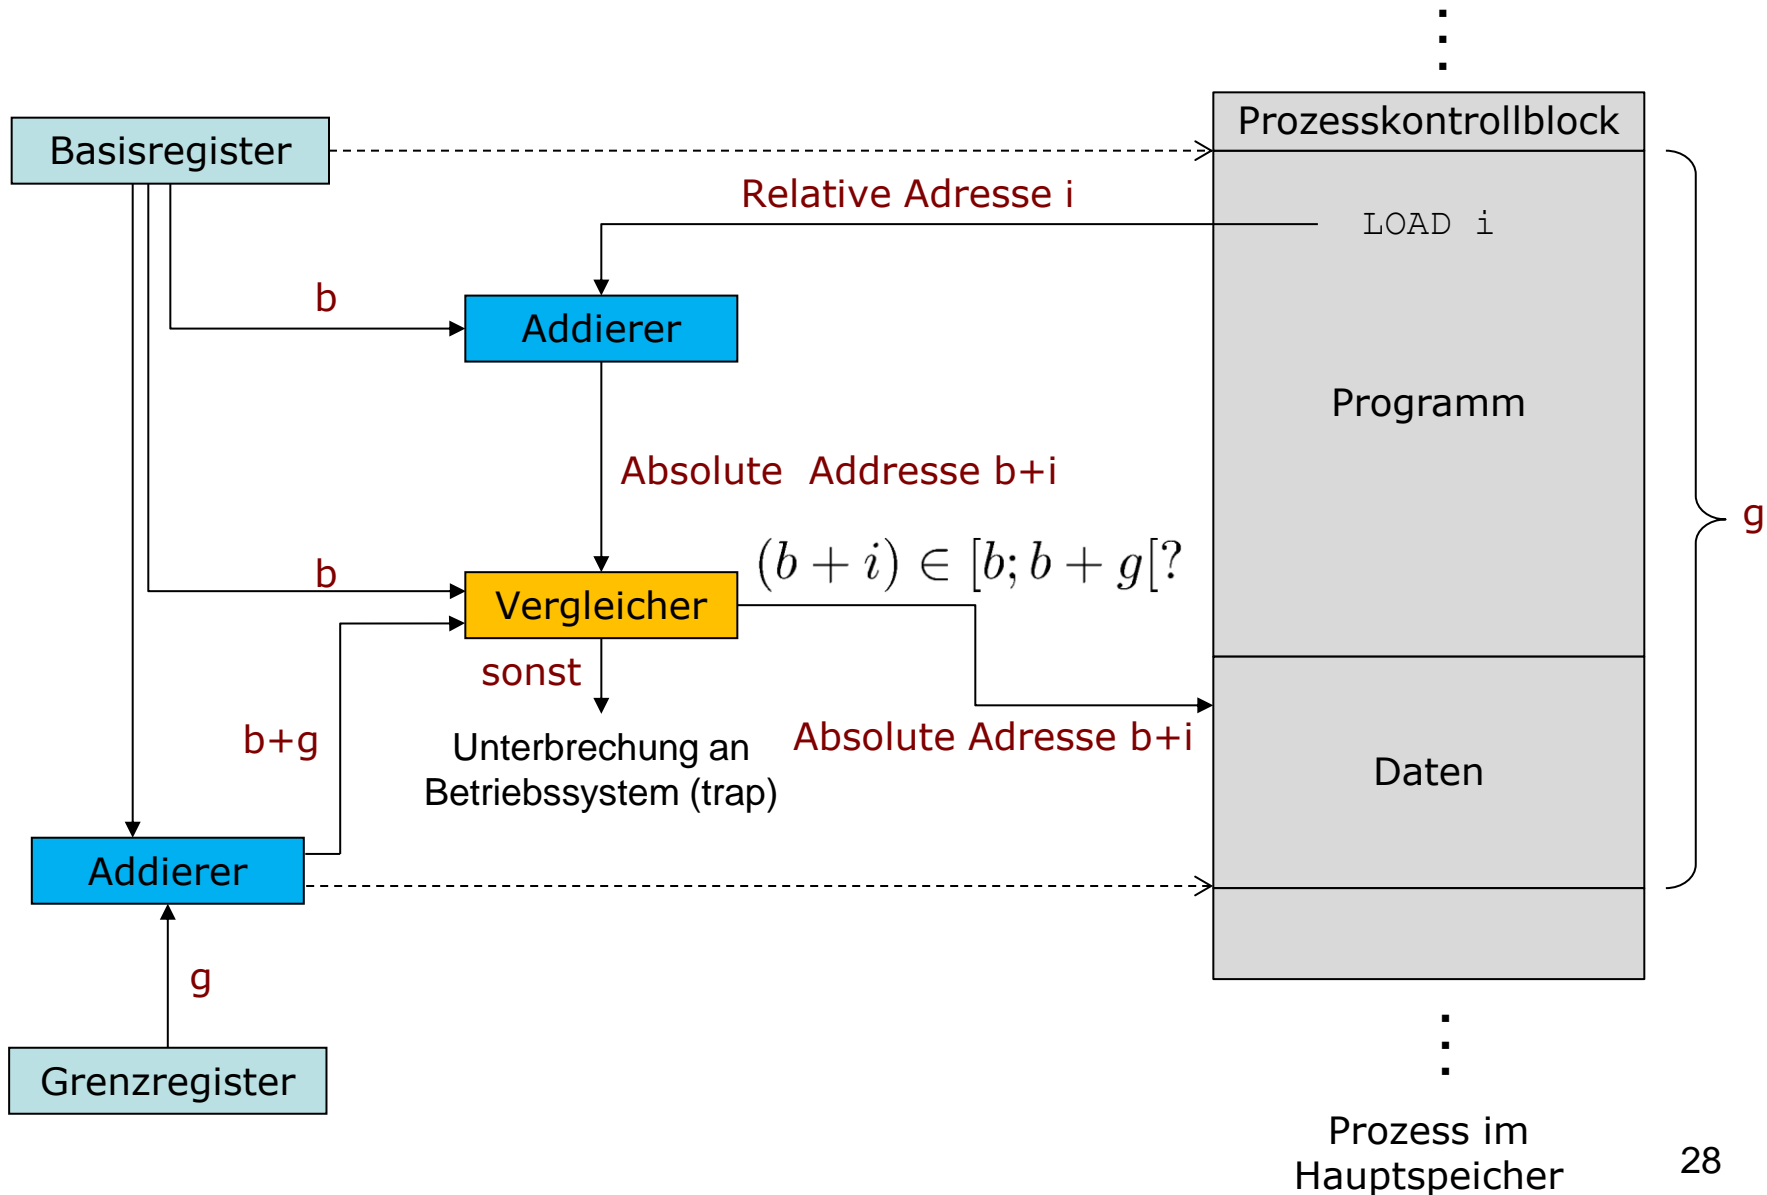 Prozesskontrollblock
Basisregister
Relative Adresse i
LOAD i
b
Addierer
Programm
Absolute Addresse b+i
g
(b + i) ∈ [b; b + g[?
b
Vergleicher
sonst
b+g
Unterbrechung an
Betriebssystem (trap)
Absolute Adresse b+i
Daten
Addierer
g
Grenzregister
Prozess im
Hauptspeicher
28